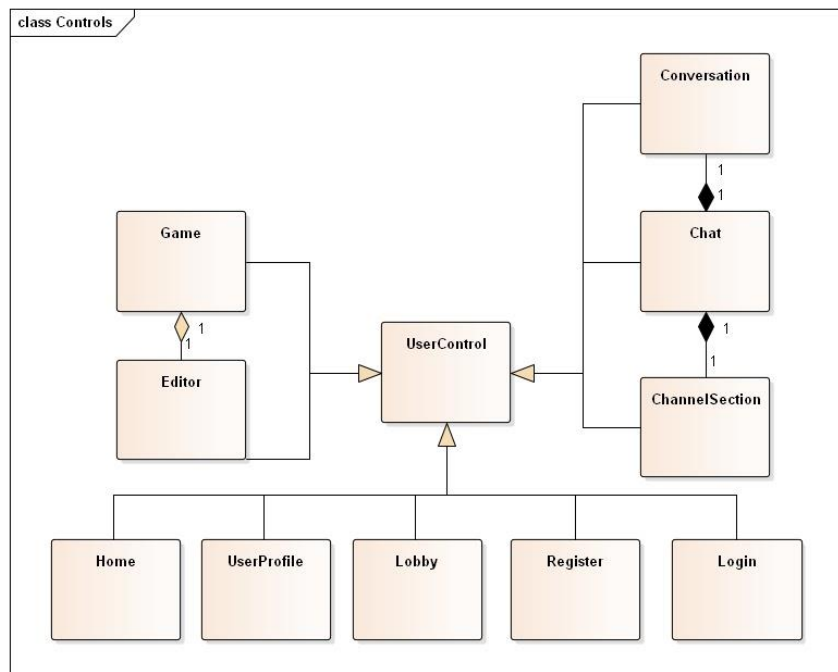 class Controls
Conversation
1
1
Game
Chat
1
1
1
1
UserControl
Editor
ChannelSection
Home
UserProfile
Lobby
Register
Login